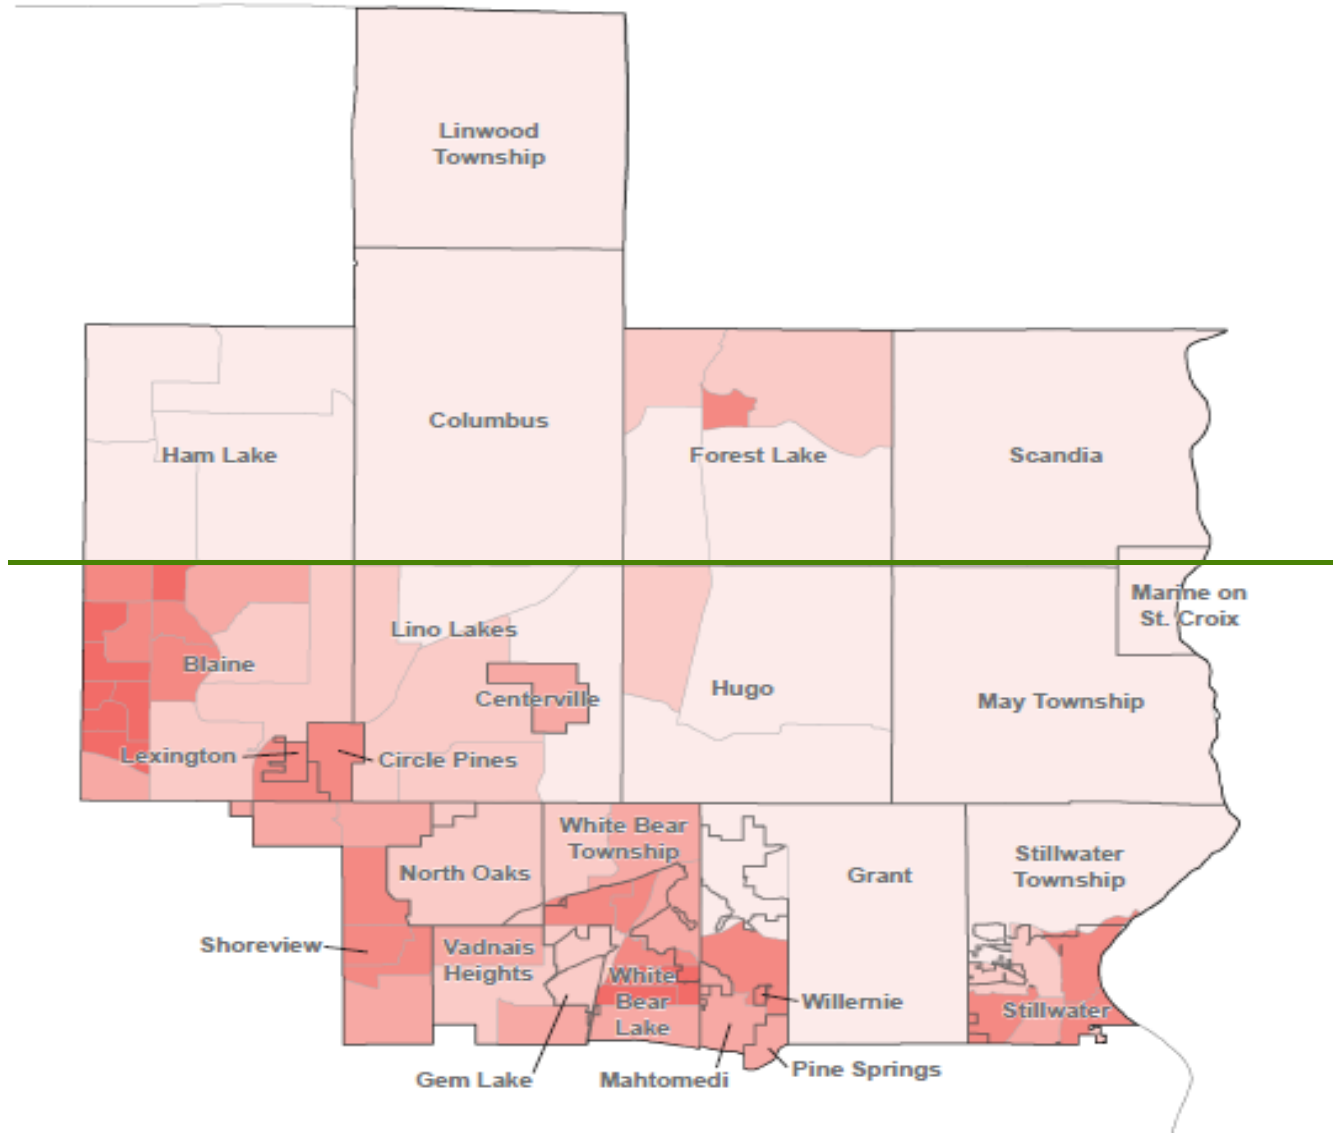 Linwood
Township
Columbus
Ham Lake
Forest Lake
Scandia
Marine on
St. Croix
Lino Lakes
Blaine
Centerville
Hugo
May Township
Lexington
Circle Pines
White Bear
Township
North Oaks
Grant
Stillwater
Township
Shoreview
Vadnais
Heights
White
Bear
Lake
Willernie
Stillwater
Gem Lake
Mahtomedi
Pine Springs